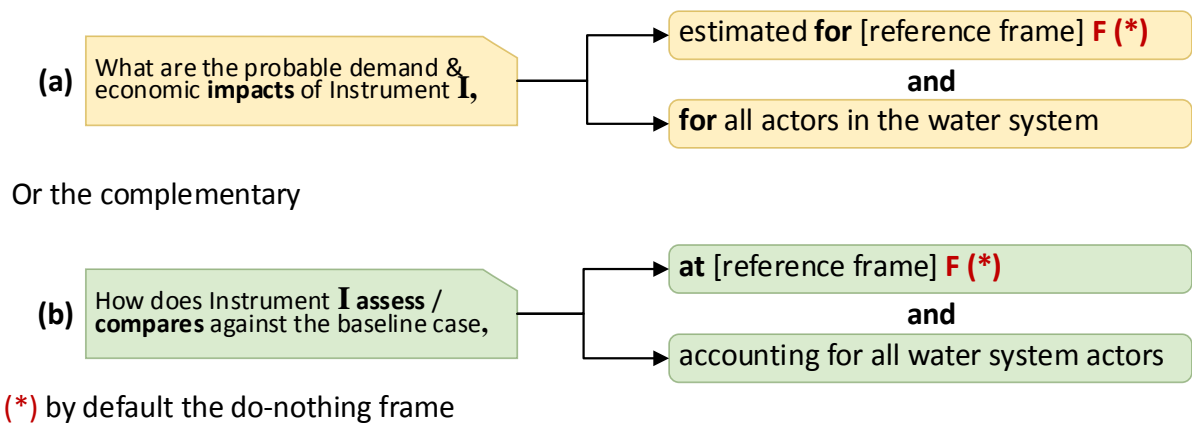 (a)
What are the probable demand &
economic impacts of Instrument I,
estimated for [reference frame] F (*)
and
for all actors in the water system
Or the complementary
(b)
How does Instrument I assess /
compares against the baseline case,
at [reference frame] F (*)
and
accounting for all water system actors
(*) by default the do-nothing frame